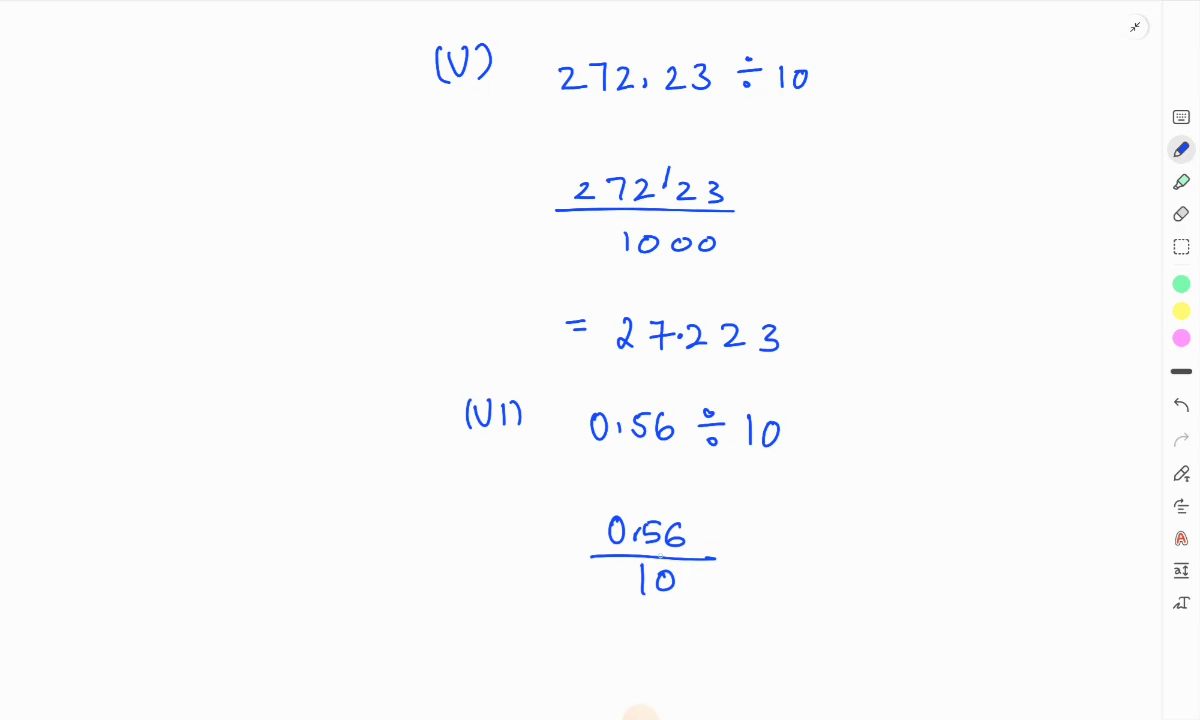 (V) 272.23 ÷ 10
272'23
1000
= 27.223
(VI) 0.56 ÷ 10
0.56
10